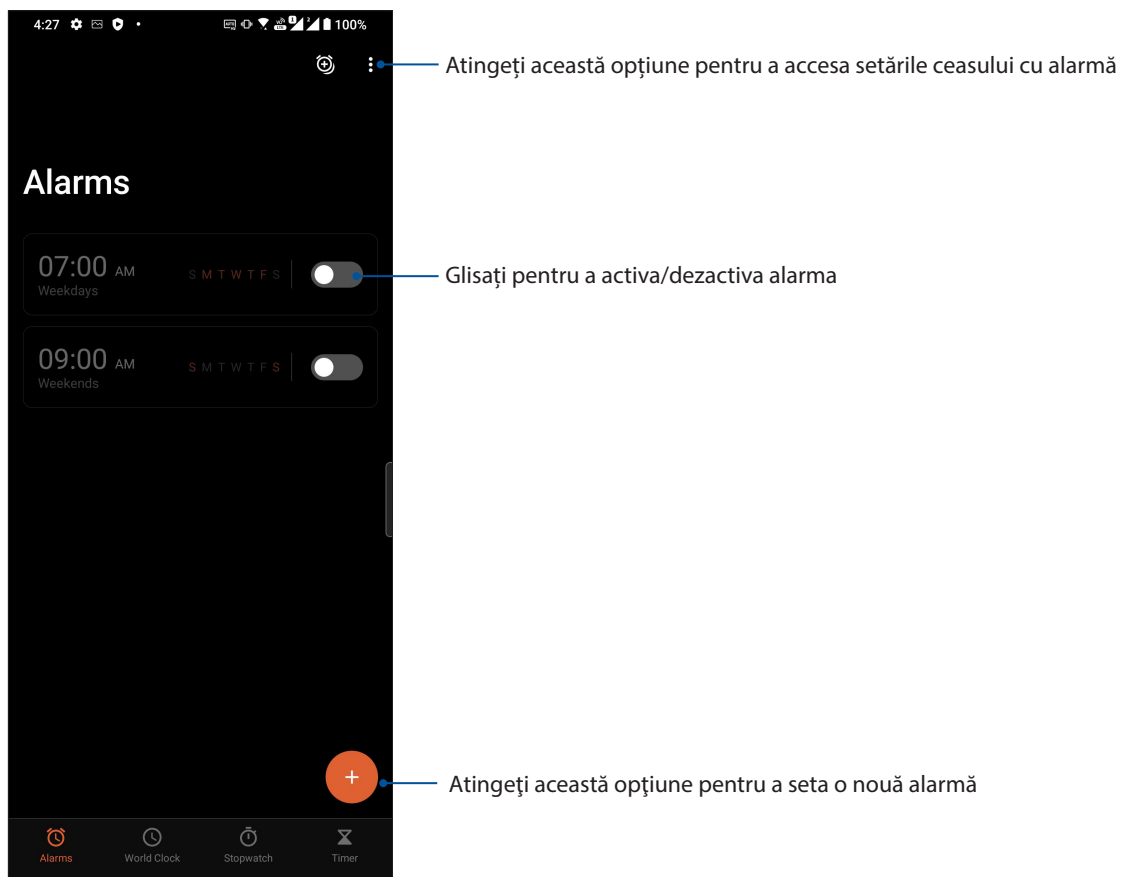 4:27 100%
Atingeți această opțiune pentru a accesa setările ceasului cu alarmă
Alarms
07:00 AM S M T W T F S
Weekdays
Glisați pentru a activa/dezactiva alarma
09:00 AM S M T W T F S
Weekends
+
Atingeţi această opţiune pentru a seta o nouă alarmă
Alarms World Clock Stopwatch Timer